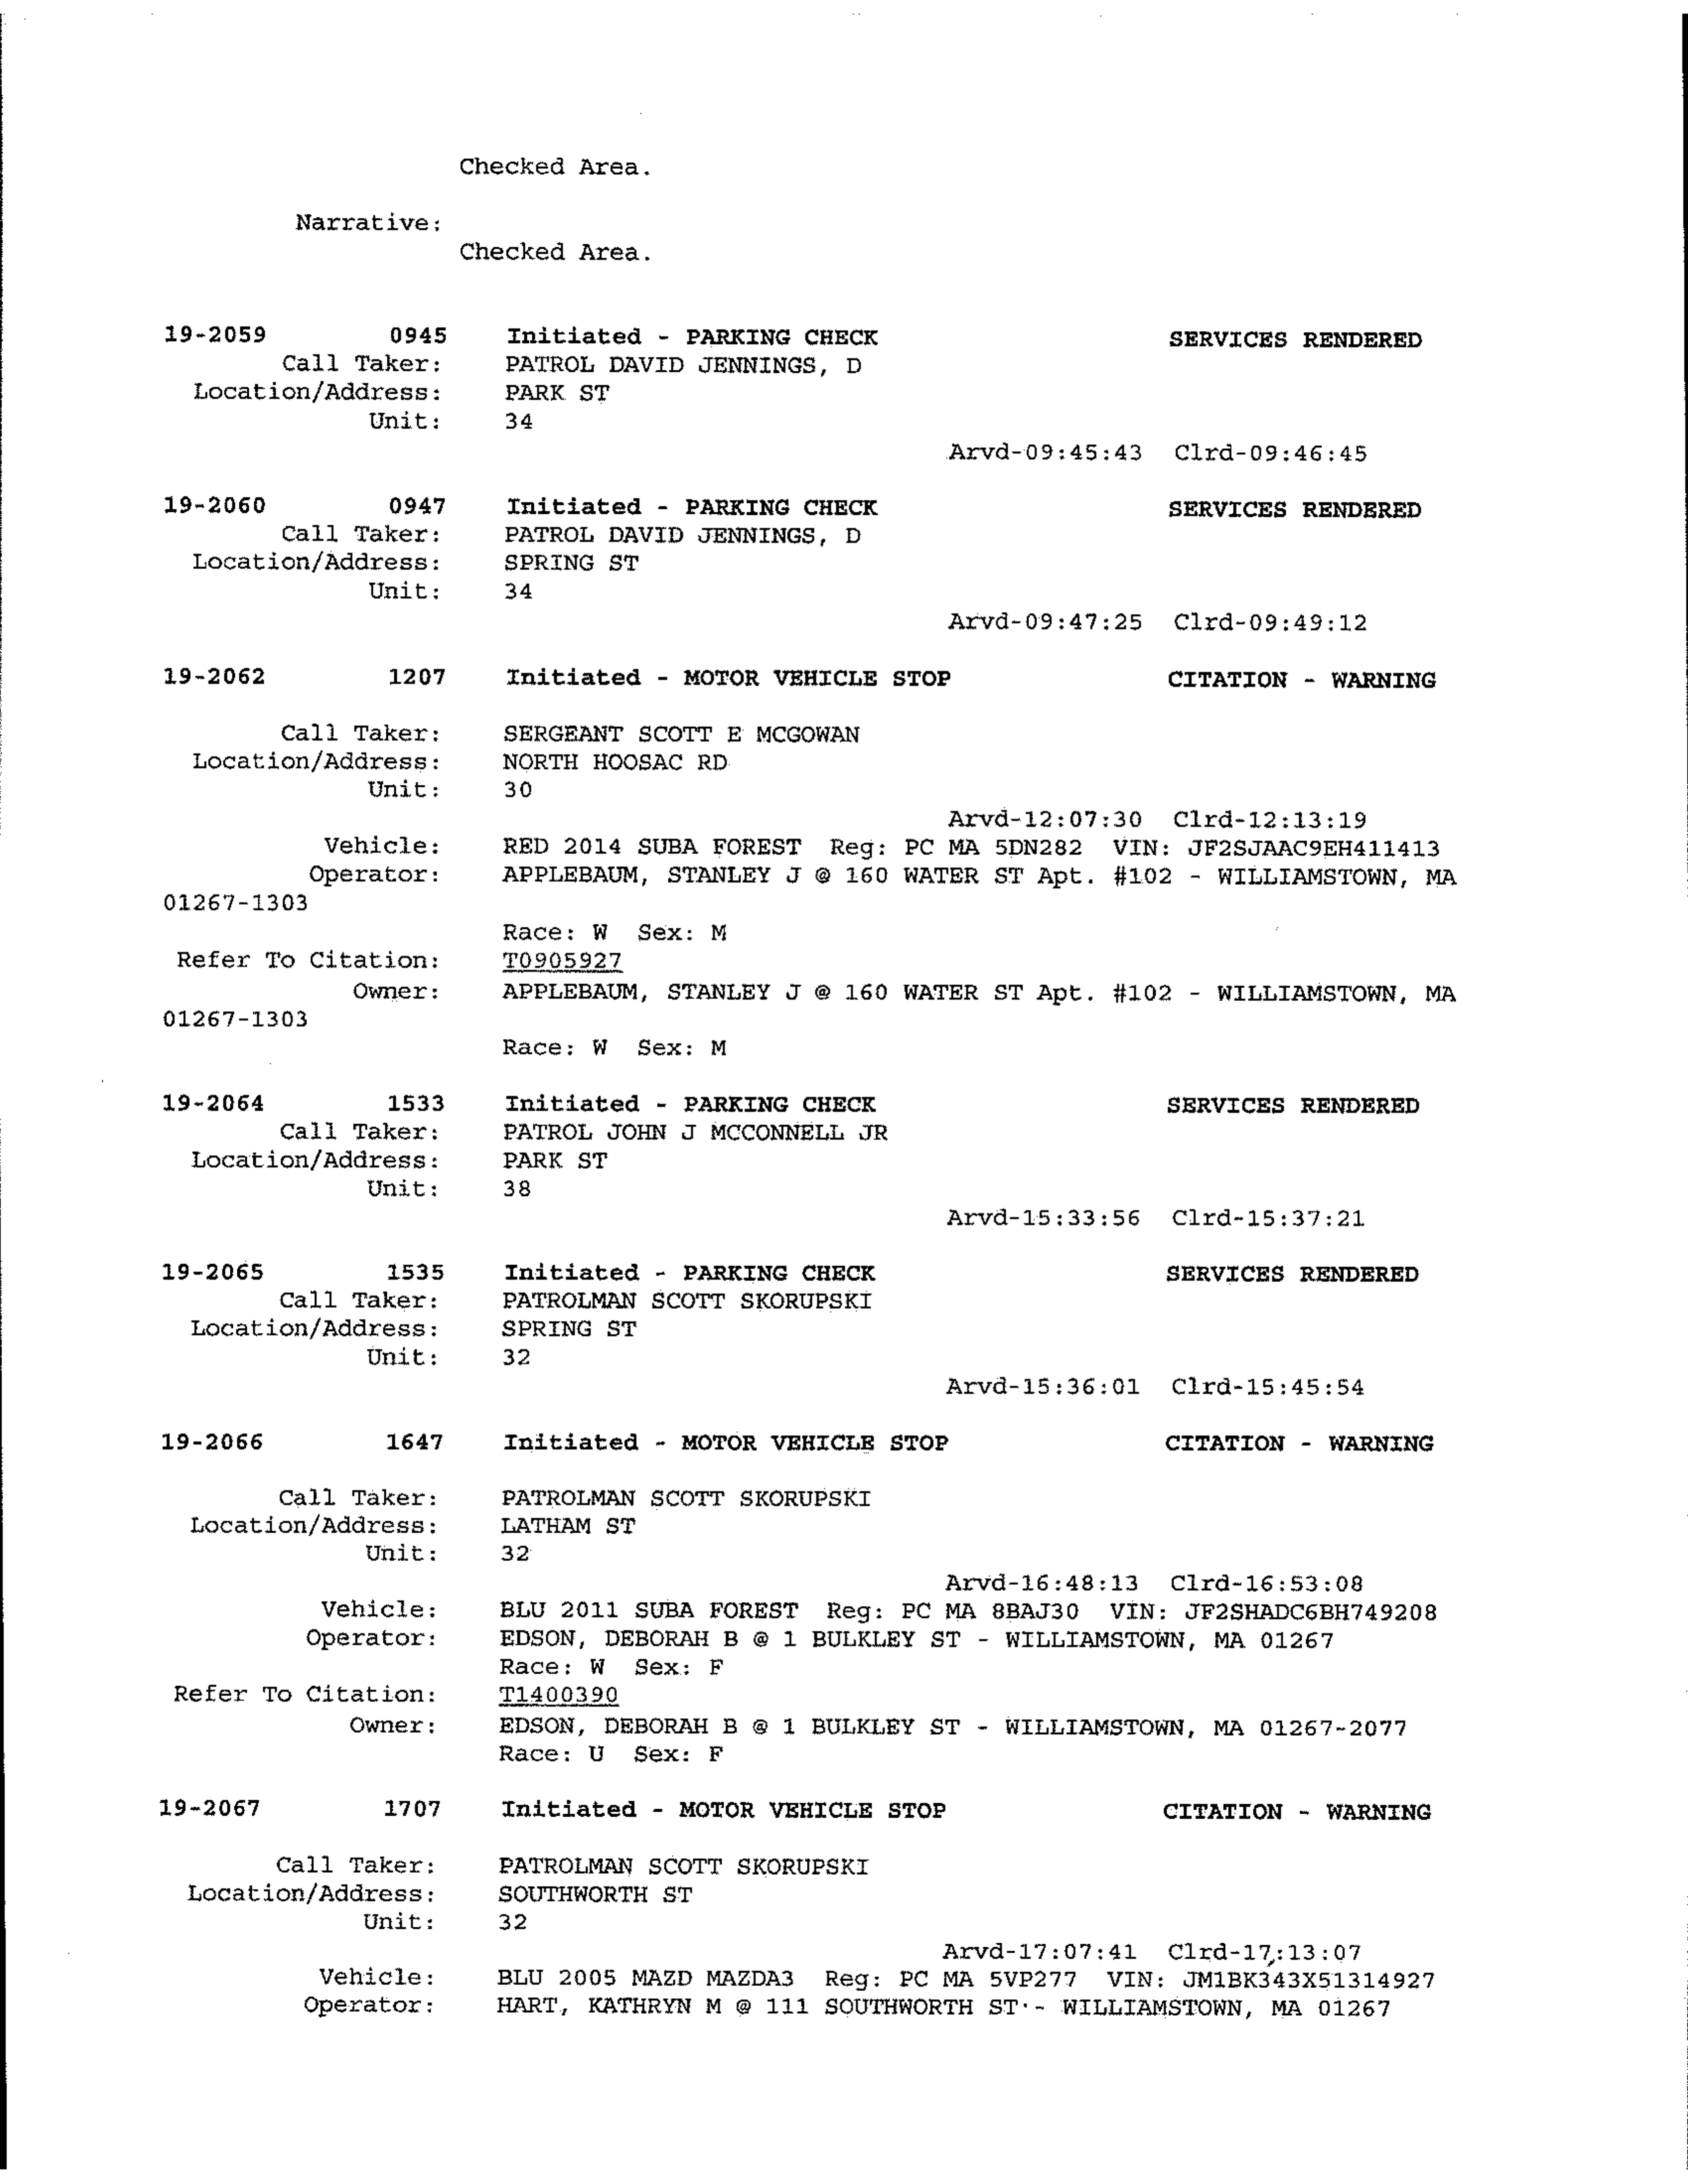 Checked Area.
Narrative:
Checked Area.
19-2059 0945 Initiated - PARKING CHECK SERVICES RENDERED
Call Taker: PATROL DAVID JENNINGS, D
Location/Address: PARK ST
Unit: 34
Arvd-09:45:43 Clrd-09:46:45
19-2060 0947 Initiated - PARKING CHECK SERVICES RENDERED
Call Taker: PATROL DAVID JENNINGS, D
Location/Address: SPRING ST
Unit: 34
Arvd-09:47:25 Clrd-09:49:12
19-2062 1207 Initiated - MOTOR VEHICLE STOP CITATION - WARNING
Call Taker: SERGEANT SCOTT E MCGOWAN
Location/Address: NORTH HOOSAC RD
Unit: 30
Arvd-12:07:30 Clrd-12:13:19
Vehicle: RED 2014 SUBA FOREST Reg: PC MA 5DN282 VIN: JF2SJAAC9EH411413
Operator: APPLEBAUM, STANLEY J @ 160 WATER ST Apt. #102 - WILLIAMSTOWN, MA
01267-1303
Race: W Sex: M
Refer To Citation: T0905927
Owner: APPLEBAUM, STANLEY J @ 160 WATER ST Apt. #102 - WILLIAMSTOWN, MA
01267-1303
Race: W Sex: M
19-2064 1533 Initiated - PARKING CHECK SERVICES RENDERED
Call Taker: PATROL JOHN J MCCONNELL JR
Location/Address: PARK ST
Unit: 38
Arvd-15:33:56 Clrd-15:37:21
19-2065 1535 Initiated - PARKING CHECK SERVICES RENDERED
Call Taker: PATROLMAN SCOTT SKORUPSKI
Location/Address: SPRING ST
Unit: 32
Arvd-15:36:01 Clrd-15:45:54
19-2066 1647 Initiated - MOTOR VEHICLE STOP CITATION - WARNING
Call Taker: PATROLMAN SCOTT SKORUPSKI
Location/Address: LATHAM ST
Unit: 32
Arvd-16:48:13 Clrd-16:53:08
Vehicle: BLU 2011 SUBA FOREST Reg: PC MA 8BAJ30 VIN: JF2SHADC6BH749208
Operator: EDSON, DEBORAH B @ 1 BULKLEY ST - WILLIAMSTOWN, MA 01267
Race: W Sex: F
Refer To Citation: T1400390
Owner: EDSON, DEBORAH B @ 1 BULKLEY ST - WILLIAMSTOWN, MA 01267-2077
Race: U Sex: F
19-2067 1707 Initiated - MOTOR VEHICLE STOP CITATION - WARNING
Call Taker: PATROLMAN SCOTT SKORUPSKI
Location/Address: SOUTHWORTH ST
Unit: 32
Arvd-17:07:41 Clrd-17:13:07
Vehicle: BLU 2005 MAZD MAZDA3 Reg: PC MA 5VP277 VIN: JM1BK343X51314927
Operator: HART, KATHRYN M @ 111 SOUTHWORTH ST - WILLIAMSTOWN, MA 01267